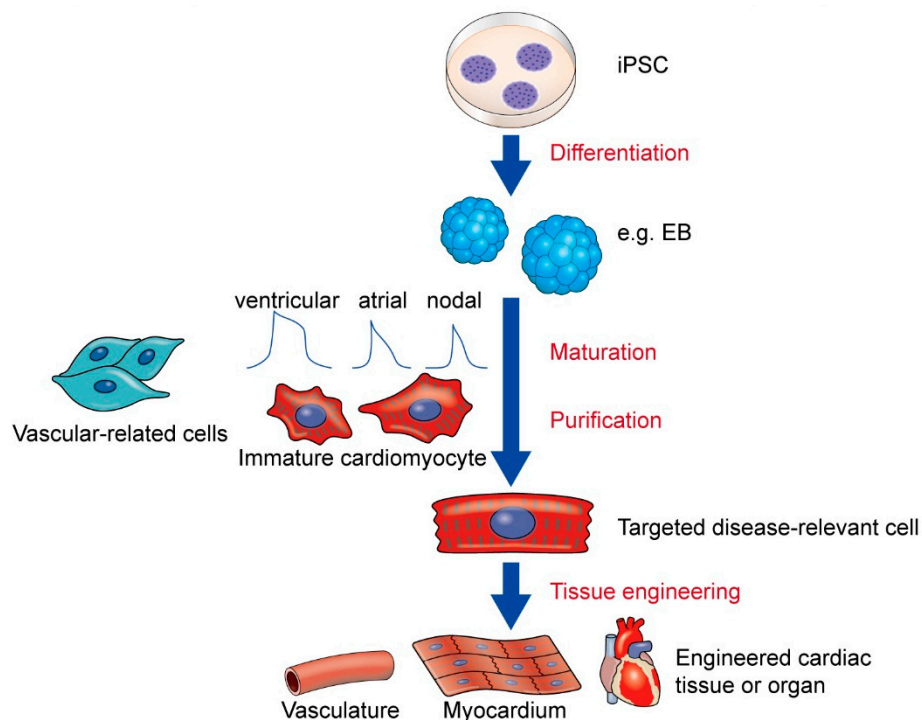 iPSC
Differentiation
e.g. EB
ventricular atrial nodal
Maturation
Vascular-related cells
Purification
Immature cardiomyocyte
Targeted disease-relevant cell
Tissue engineering
Engineered cardiac
tissue or organ
Vasculature
Myocardium